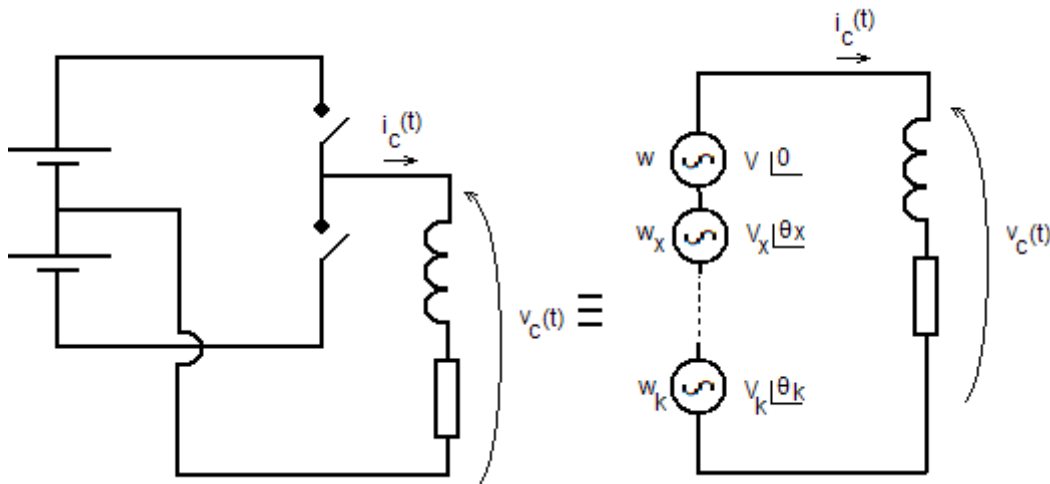 i_c(t)
v_c(t)
≡
i_c(t)
w V 0
w_x V_x θx
w_k V_k θk
v_c(t)